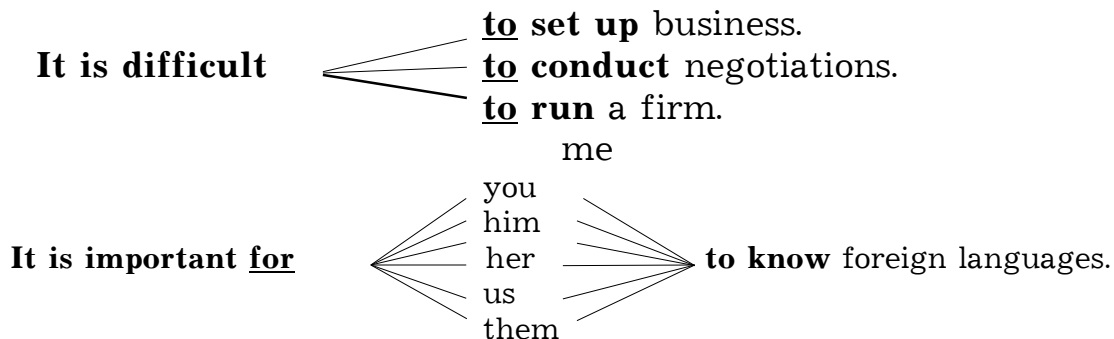 to set up business.
It is difficult
to conduct negotiations.
to run a firm.
me
you
him
It is important for
her
to know foreign languages.
us
them